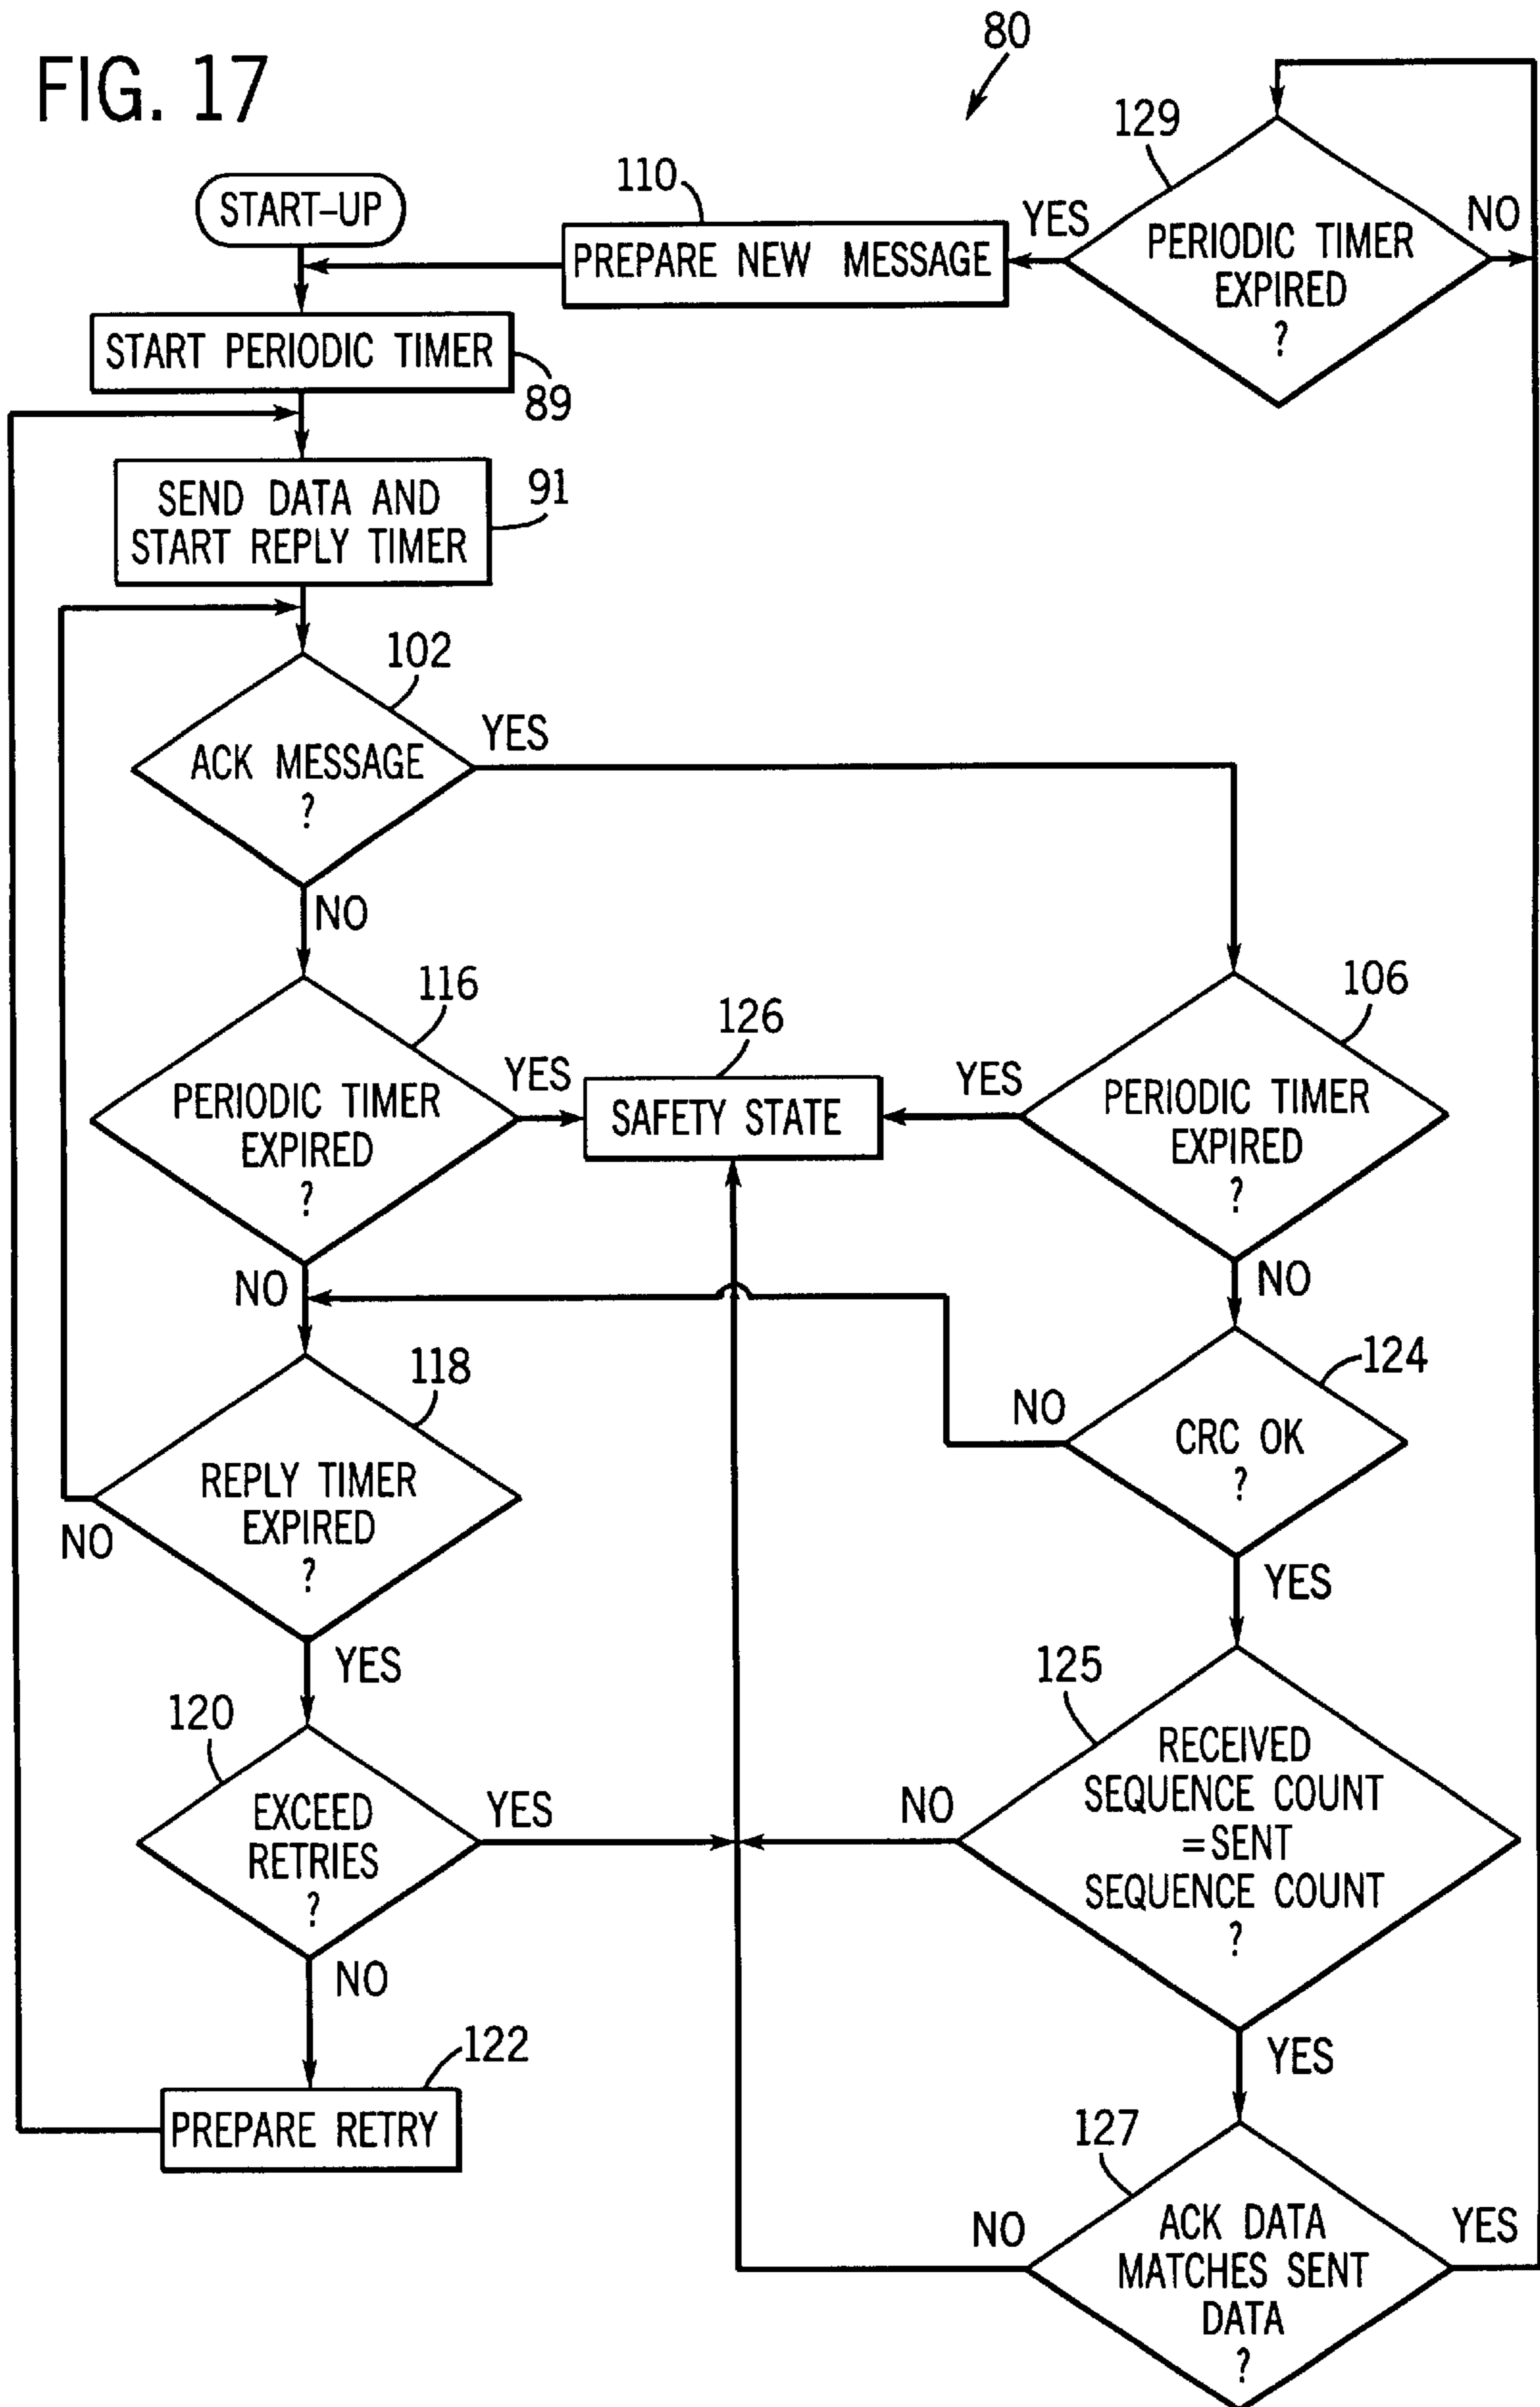 FIG. 17
80
START-UP
110
PREPARE NEW MESSAGE
YES
129
PERIODIC TIMER
EXPIRED
?
NO
START PERIODIC TIMER
89
SEND DATA AND
START REPLY TIMER
91
102
ACK MESSAGE
?
YES
NO
116
PERIODIC TIMER
EXPIRED
?
YES
NO
126
SAFETY STATE
106
YES
PERIODIC TIMER
EXPIRED
?
NO
118
REPLY TIMER
EXPIRED
?
NO
YES
124
NO
CRC OK
?
YES
120
EXCEED
RETRIES
?
YES
NO
125
NO
RECEIVED
SEQUENCE COUNT
=SENT
SEQUENCE COUNT
?
YES
122
PREPARE RETRY
127
NO
ACK DATA
MATCHES SENT
DATA
?
YES